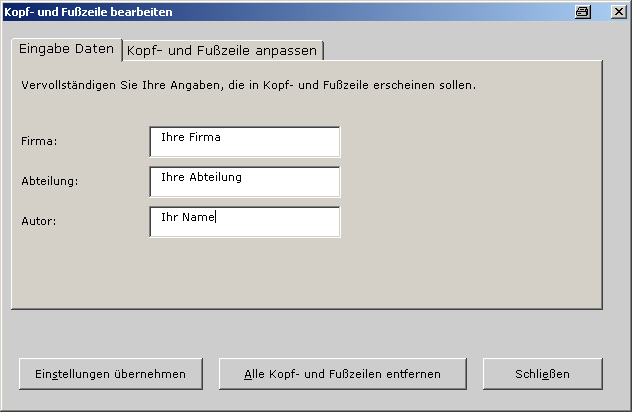 Kopf- und Fußzeile bearbeiten
Eingabe Daten
Kopf- und Fußzeile anpassen
Vervollständigen Sie Ihre Angaben, die in Kopf- und Fußzeile erscheinen sollen.
Firma: Ihre Firma
Abteilung: Ihre Abteilung
Autor: Ihr Name
Einstellungen übernehmen Alle Kopf- und Fußzeilen entfernen Schließen